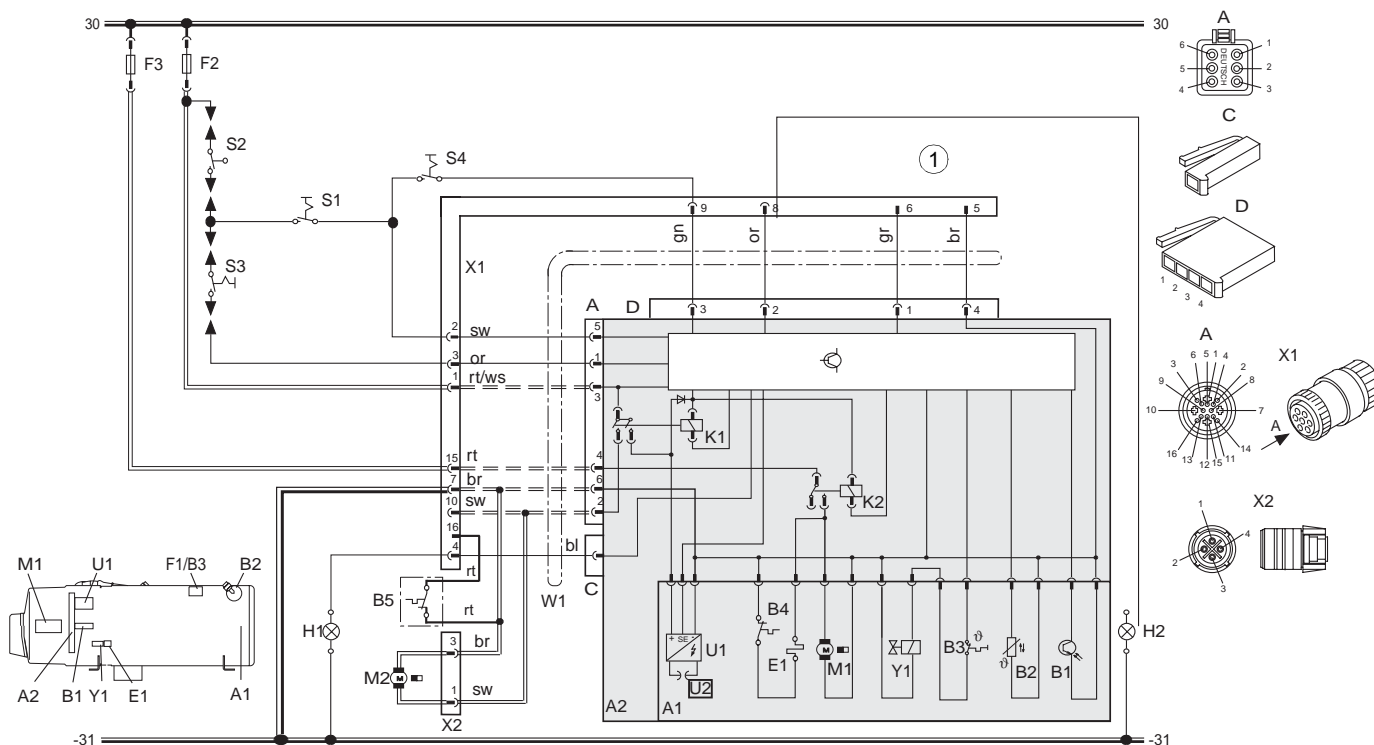 30
30
F3
F2
S2
S1
S4
S3
1
9
8
6
5
gn
or
gr
br
X1
W1
A
D
3
2
1
4
2
sw
5
3
or
1
1
rt/ws
3
K1
15
rt
4
7
br
6
10
sw
2
K2
16
4
bl
C
rt
B5
rt
3
br
M2
M
1
sw
X2
H1
H2
+ SE -
U1
U2
B4
E1
M
M1
Y1
B3
ϑ
ϑ
B2
B1
A2
A1
-31
-31
M1
U1
F1/B3
B2
A2
B1
Y1
E1
A1
A
6
1
5
DEUTSCH
2
4
3
C
D
1
2
3
4
A
6
5
1
4
3
2
9
8
10
7
16
14
13
12
15
11
X1
A
X2
1
4
2
3